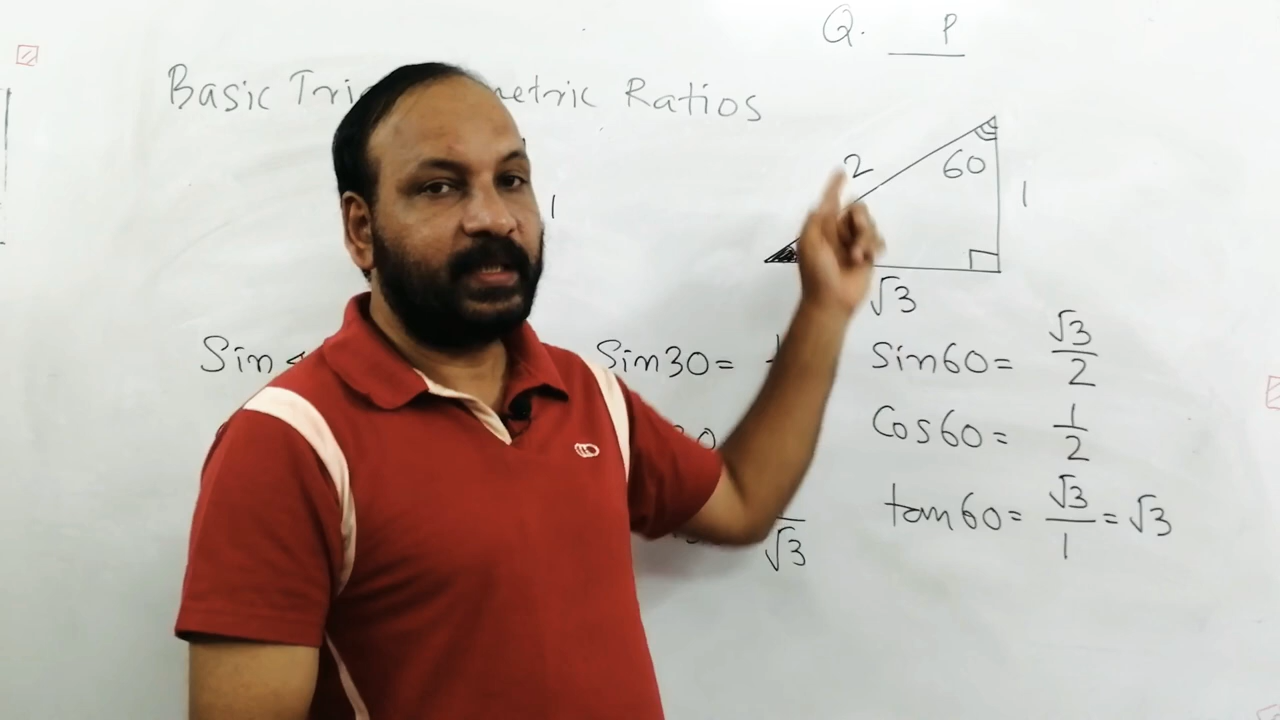 Q. P
Basic Tri etric Ratios
2
60
1
1
√3
Sin
Sin30=
Sin60= √3/2
Cos60= 1/2
tan60= √3/1 = √3
√3